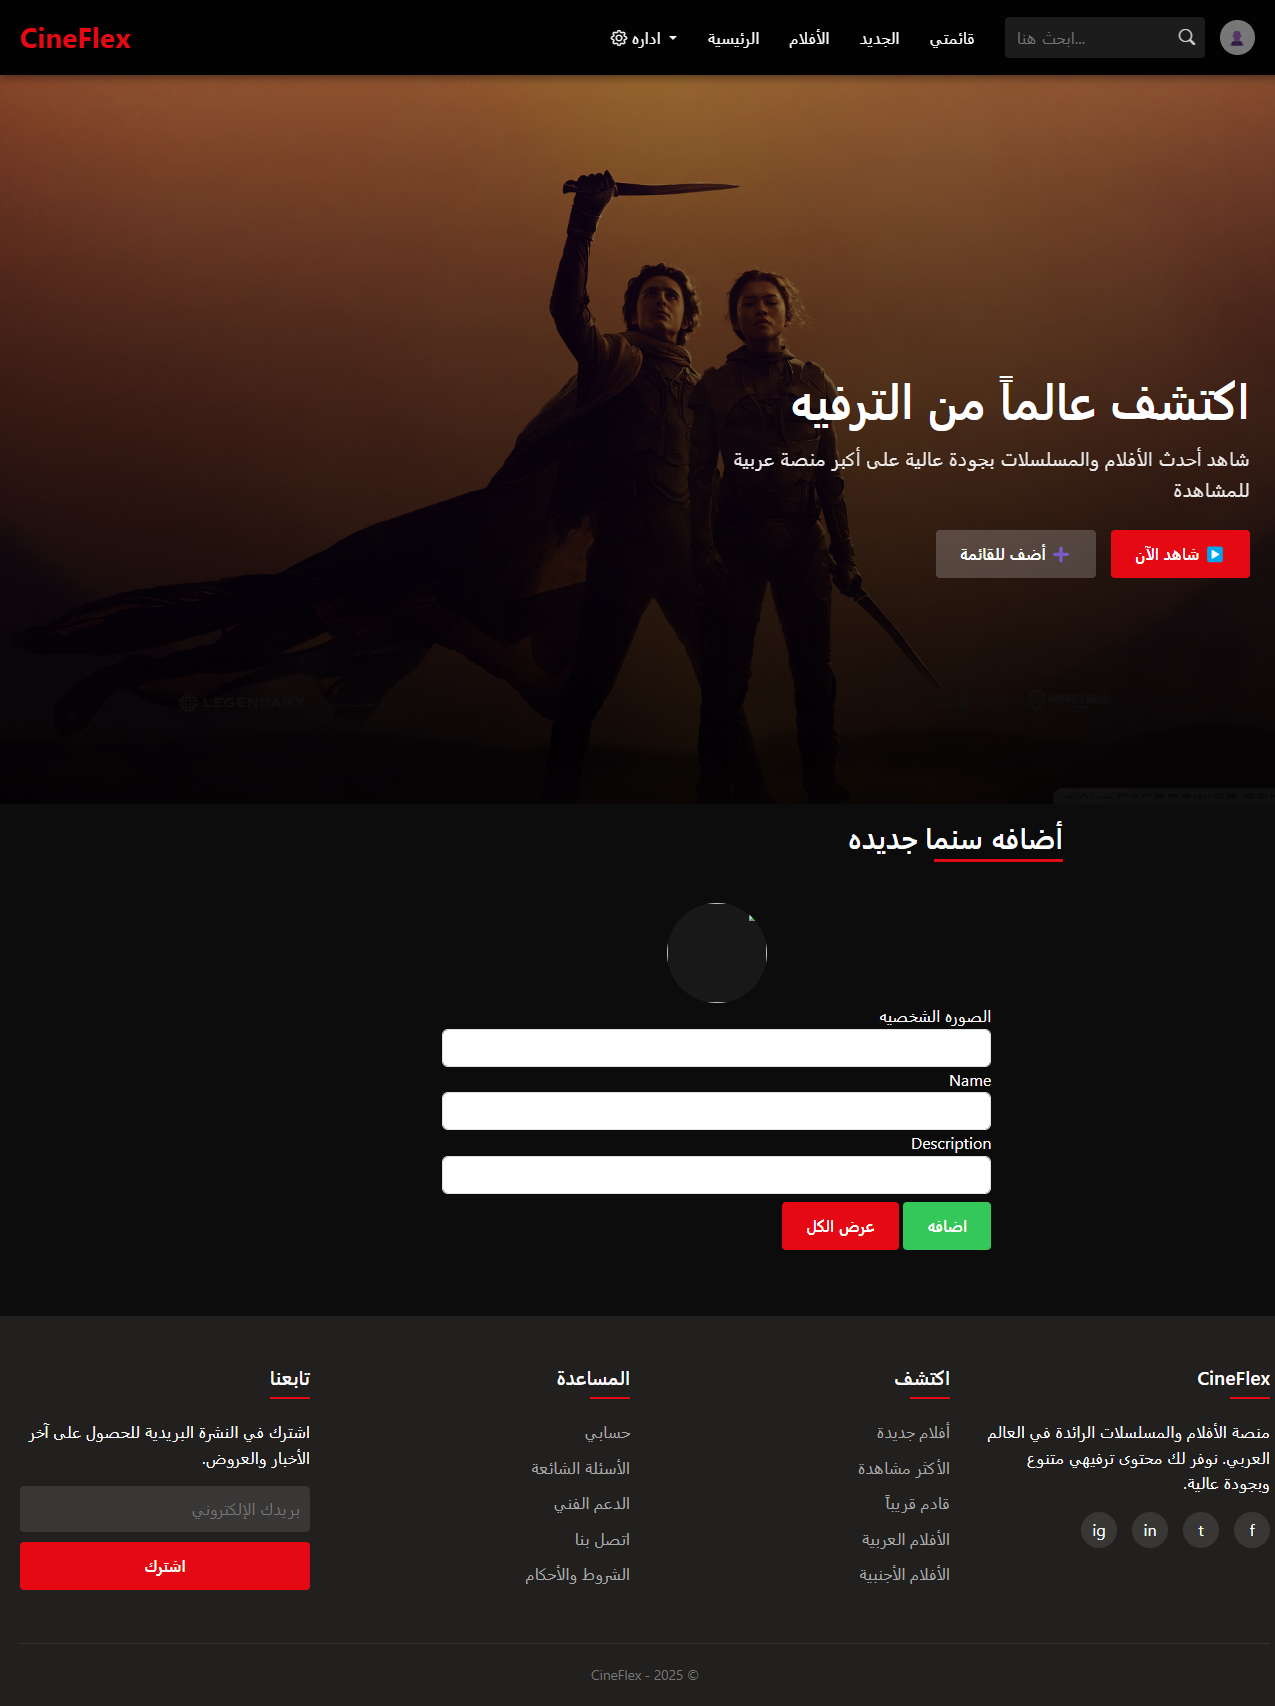 CineFlex
الرئيسية
الأفلام
الجديد
قائمتي
اداره
ابحث هنا...
اكتشف عالماً من الترفيه
شاهد أحدث الأفلام والمسلسلات بجودة عالية على أكبر منصة عربية
للمشاهدة
شاهد الآن
أضف للقائمة
LEGENDARY
أضافه سنما جديده
الصوره الشخصيه
Name
Description
اضافه
عرض الكل
CineFlex
منصة الأفلام والمسلسلات الرائدة في العالم
العربي. نوفر لك محتوى ترفيهي متنوع
وبجودة عالية.
f
t
in
ig
اكتشف
أفلام جديدة
الأكثر مشاهدة
قادم قريباً
الأفلام العربية
الأفلام الأجنبية
المساعدة
حسابي
الأسئلة الشائعة
الدعم الفني
اتصل بنا
الشروط والأحكام
تابعنا
اشترك في النشرة البريدية للحصول على آخر
الأخبار والعروض.
بريدك الإلكتروني
اشترك
CineFlex - 2025 ©